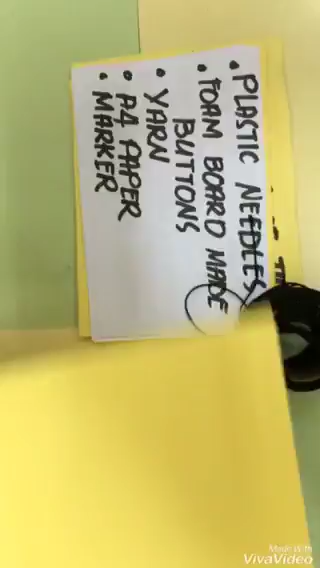 • PLASTIC NEEDLES
• FOAM BOARD MADE
BUTTONS
• YARN
• A4 PAPER
• MARKER
Made With
VivaVideo